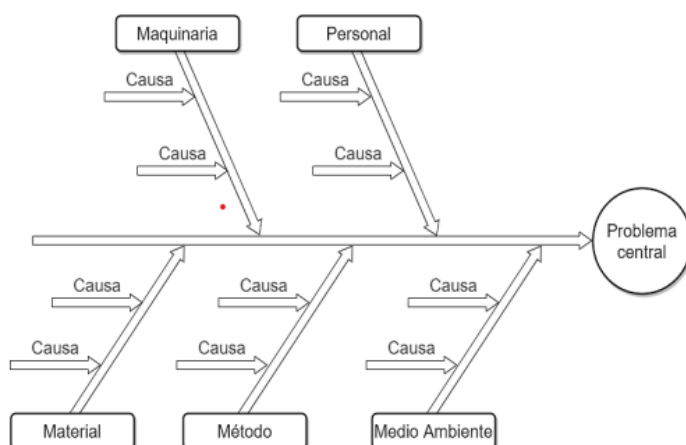 Maquinaria
Personal
Causa
Causa
Causa
Causa
Problema
central
Causa
Causa
Causa
Causa
Causa
Causa
Material
Método
Medio Ambiente